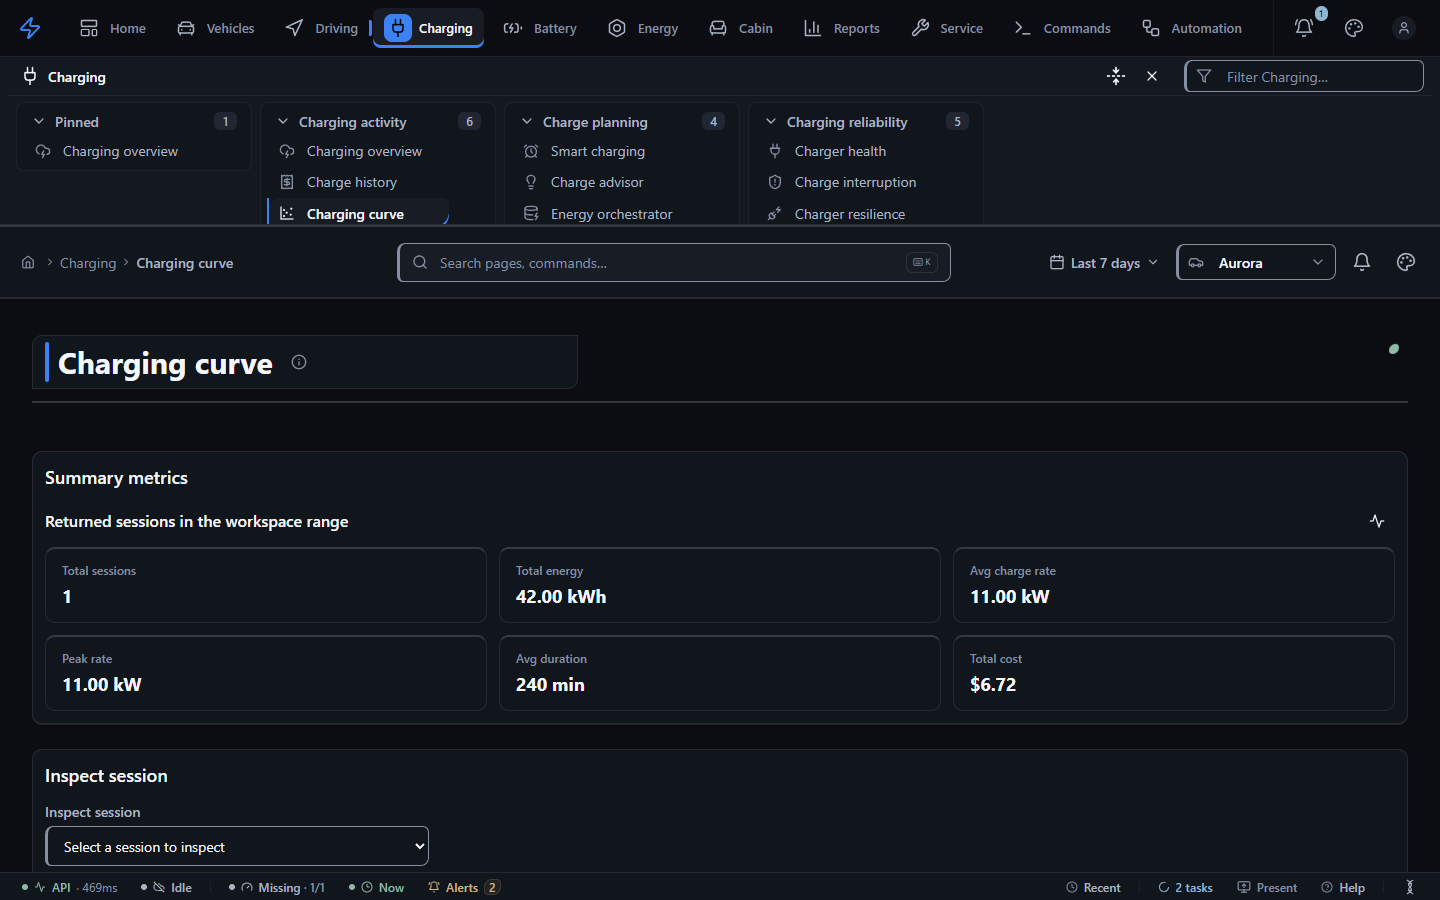 Home Vehicles Driving Charging Battery Energy Cabin Reports Service Commands Automation 1
Charging Filter Charging...
Pinned 1
Charging overview
Charging activity 6
Charging overview
Charge history
Charging curve
Charge planning 4
Smart charging
Charge advisor
Energy orchestrator
Charging reliability 5
Charger health
Charge interruption
Charger resilience
Charging Charging curve Search pages, commands... K Last 7 days Aurora
Charging curve
Summary metrics
Returned sessions in the workspace range
Total sessions
1
Total energy
42.00 kWh
Avg charge rate
11.00 kW
Peak rate
11.00 kW
Avg duration
240 min
Total cost
$6.72
Inspect session
Inspect session
Select a session to inspect
API · 469ms Idle Missing · 1/1 Now Alerts 2 Recent 2 tasks Present Help